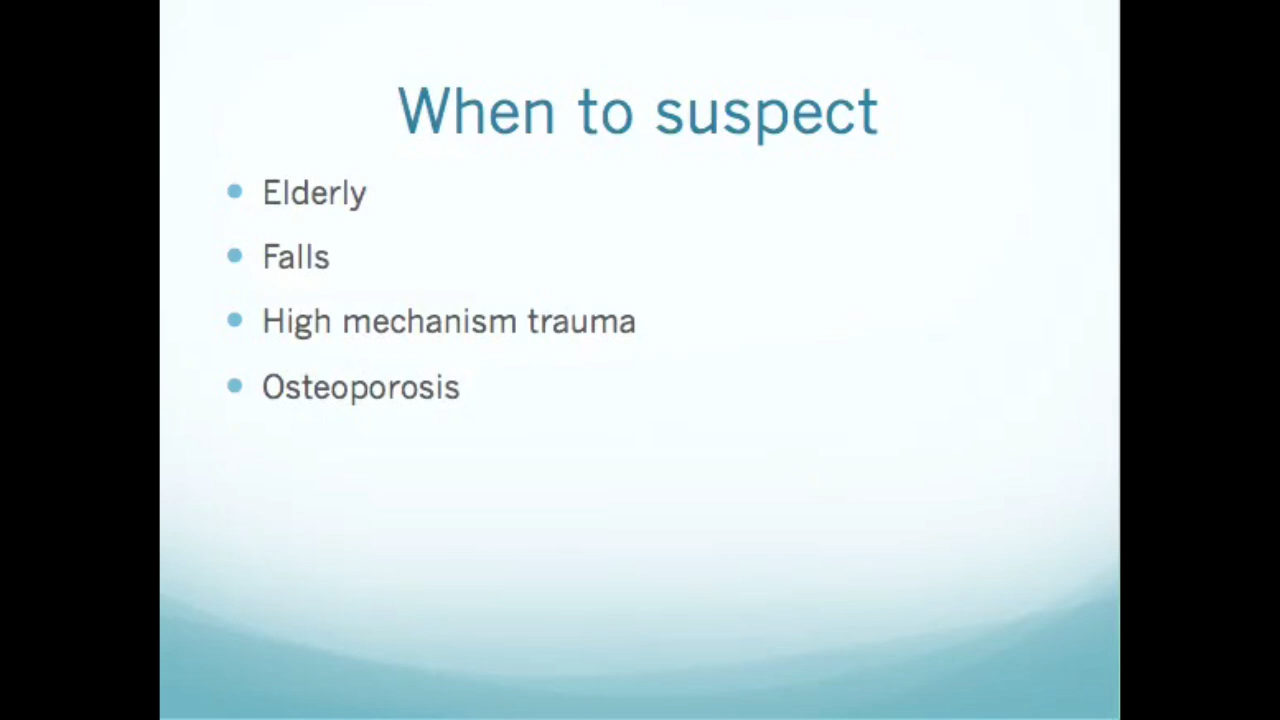 When to suspect
• Elderly
• Falls
• High mechanism trauma
• Osteoporosis